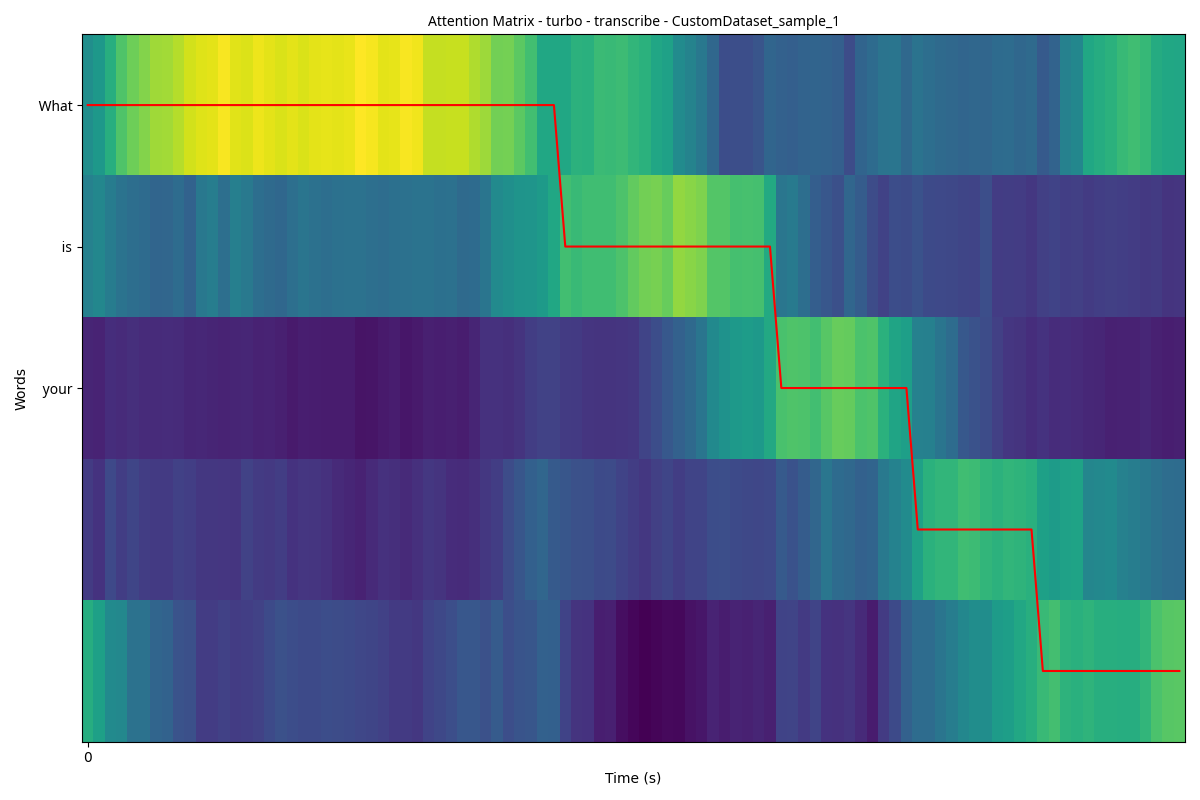 Attention Matrix - turbo - transcribe - CustomDataset_sample_1
What
is
your
Words
0
Time (s)